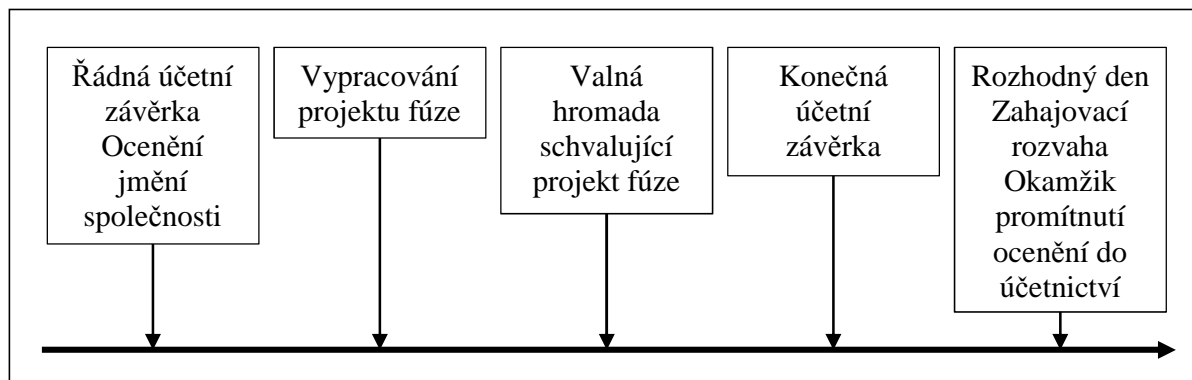 Řádná účetní
závěrka
Ocenění
jmění
společnosti
Vypracování
projektu fúze
Valná
hromada
schvalující
projekt fúze
Konečná
účetní
závěrka
Rozhodný den
Zahajovací
rozvaha
Okamžik
promítnutí
ocenění do
účetnictví